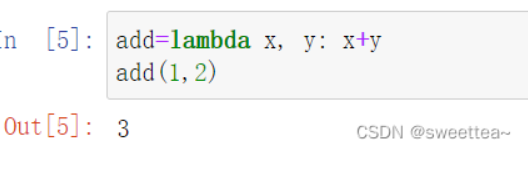 In [5]: add=lambda x, y: x+y
add(1,2)
Out[5]: 3
CSDN @sweettea~